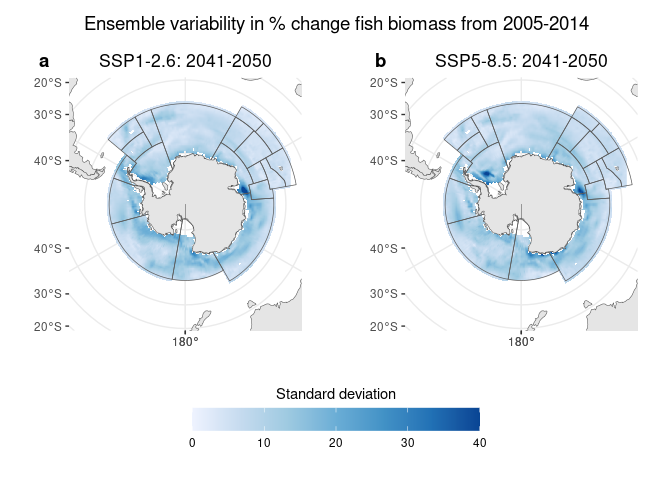 Ensemble variability in % change fish biomass from 2005-2014
a SSP1-2.6: 2041-2050
20°S
30°S
40°S
40°S
30°S
20°S
180°
b SSP5-8.5: 2041-2050
20°S
30°S
40°S
40°S
30°S
20°S
180°
Standard deviation
0 10 20 30 40